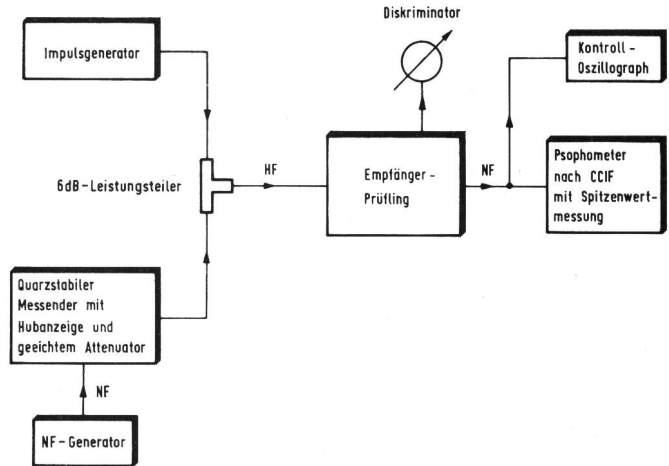 Diskriminator
Impulsgenerator
Kontroll-
Oszillograph
6dB-Leistungsteiler
HF
Empfänger-
Prüfling
NF
Psophometer
nach CCIF
mit Spitzenwert-
messung
Quarzstabiler
Messender mit
Hubanzeige und
geeichtem Attenuator
NF
NF-Generator